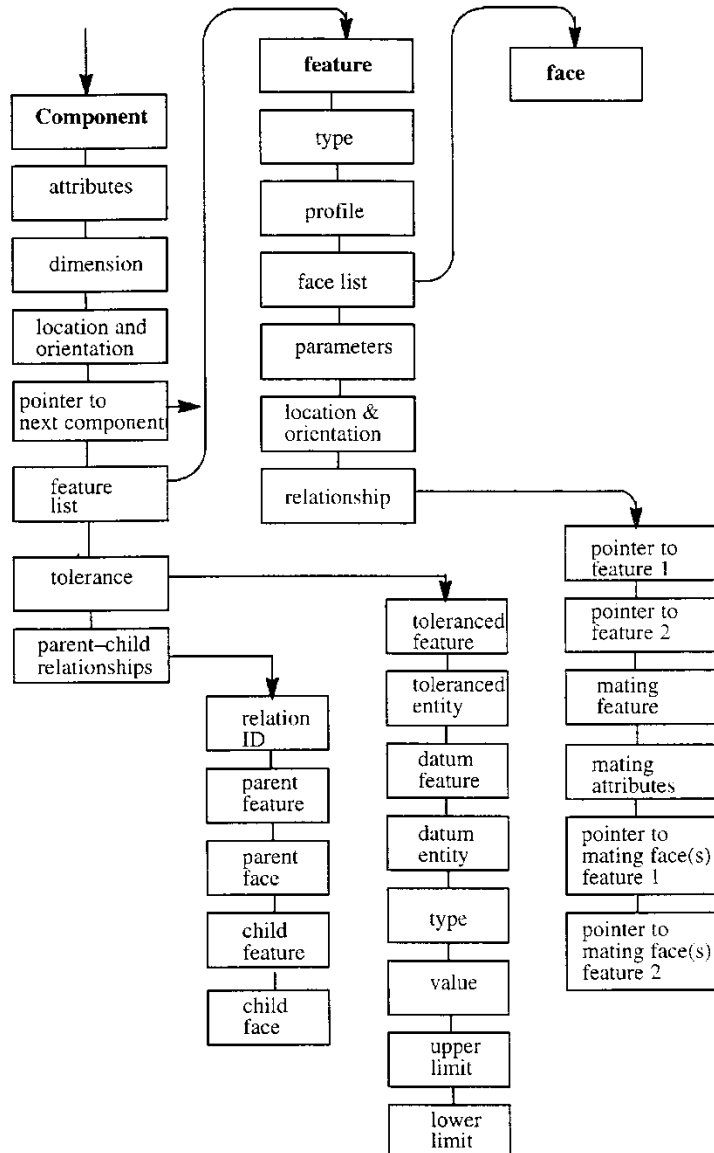 Component
attributes
dimension
location and
orientation
pointer to
next component
feature
list
tolerance
parent–child
relationships
feature
type
profile
face list
parameters
location &
orientation
relationship
face
relation
ID
parent
feature
parent
face
child
feature
child
face
toleranced
feature
toleranced
entity
datum
feature
datum
entity
type
value
upper
limit
lower
limit
pointer to
feature 1
pointer to
feature 2
mating
feature
mating
attributes
pointer to
mating face(s)
feature 1
pointer to
mating face(s)
feature 2